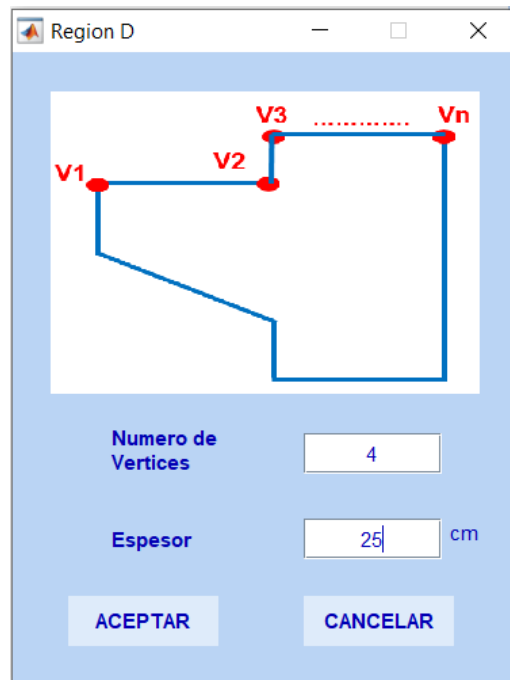 Region D
V3 ............. Vn
V2
V1
Numero de
Vertices
4
Espesor
25
cm
ACEPTAR
CANCELAR